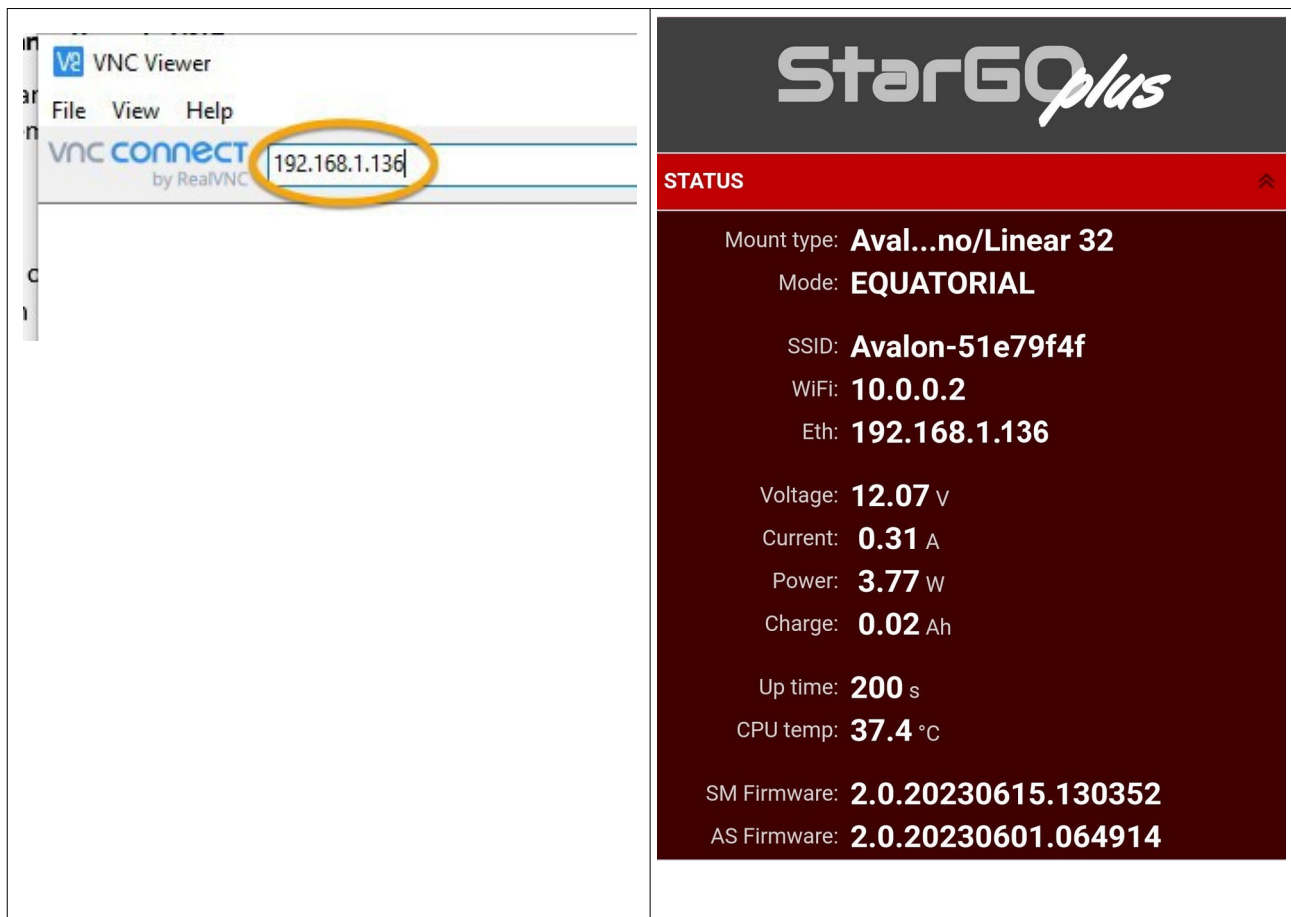 VNC Viewer
File View Help
vnc connect
by RealVNC
192.168.1.136
StarGO plus
STATUS
Mount type: Aval...no/Linear 32
Mode: EQUATORIAL
SSID: Avalon-51e79f4f
WiFi: 10.0.0.2
Eth: 192.168.1.136
Voltage: 12.07 V
Current: 0.31 A
Power: 3.77 W
Charge: 0.02 Ah
Up time: 200 s
CPU temp: 37.4 °C
SM Firmware: 2.0.20230615.130352
AS Firmware: 2.0.20230601.064914